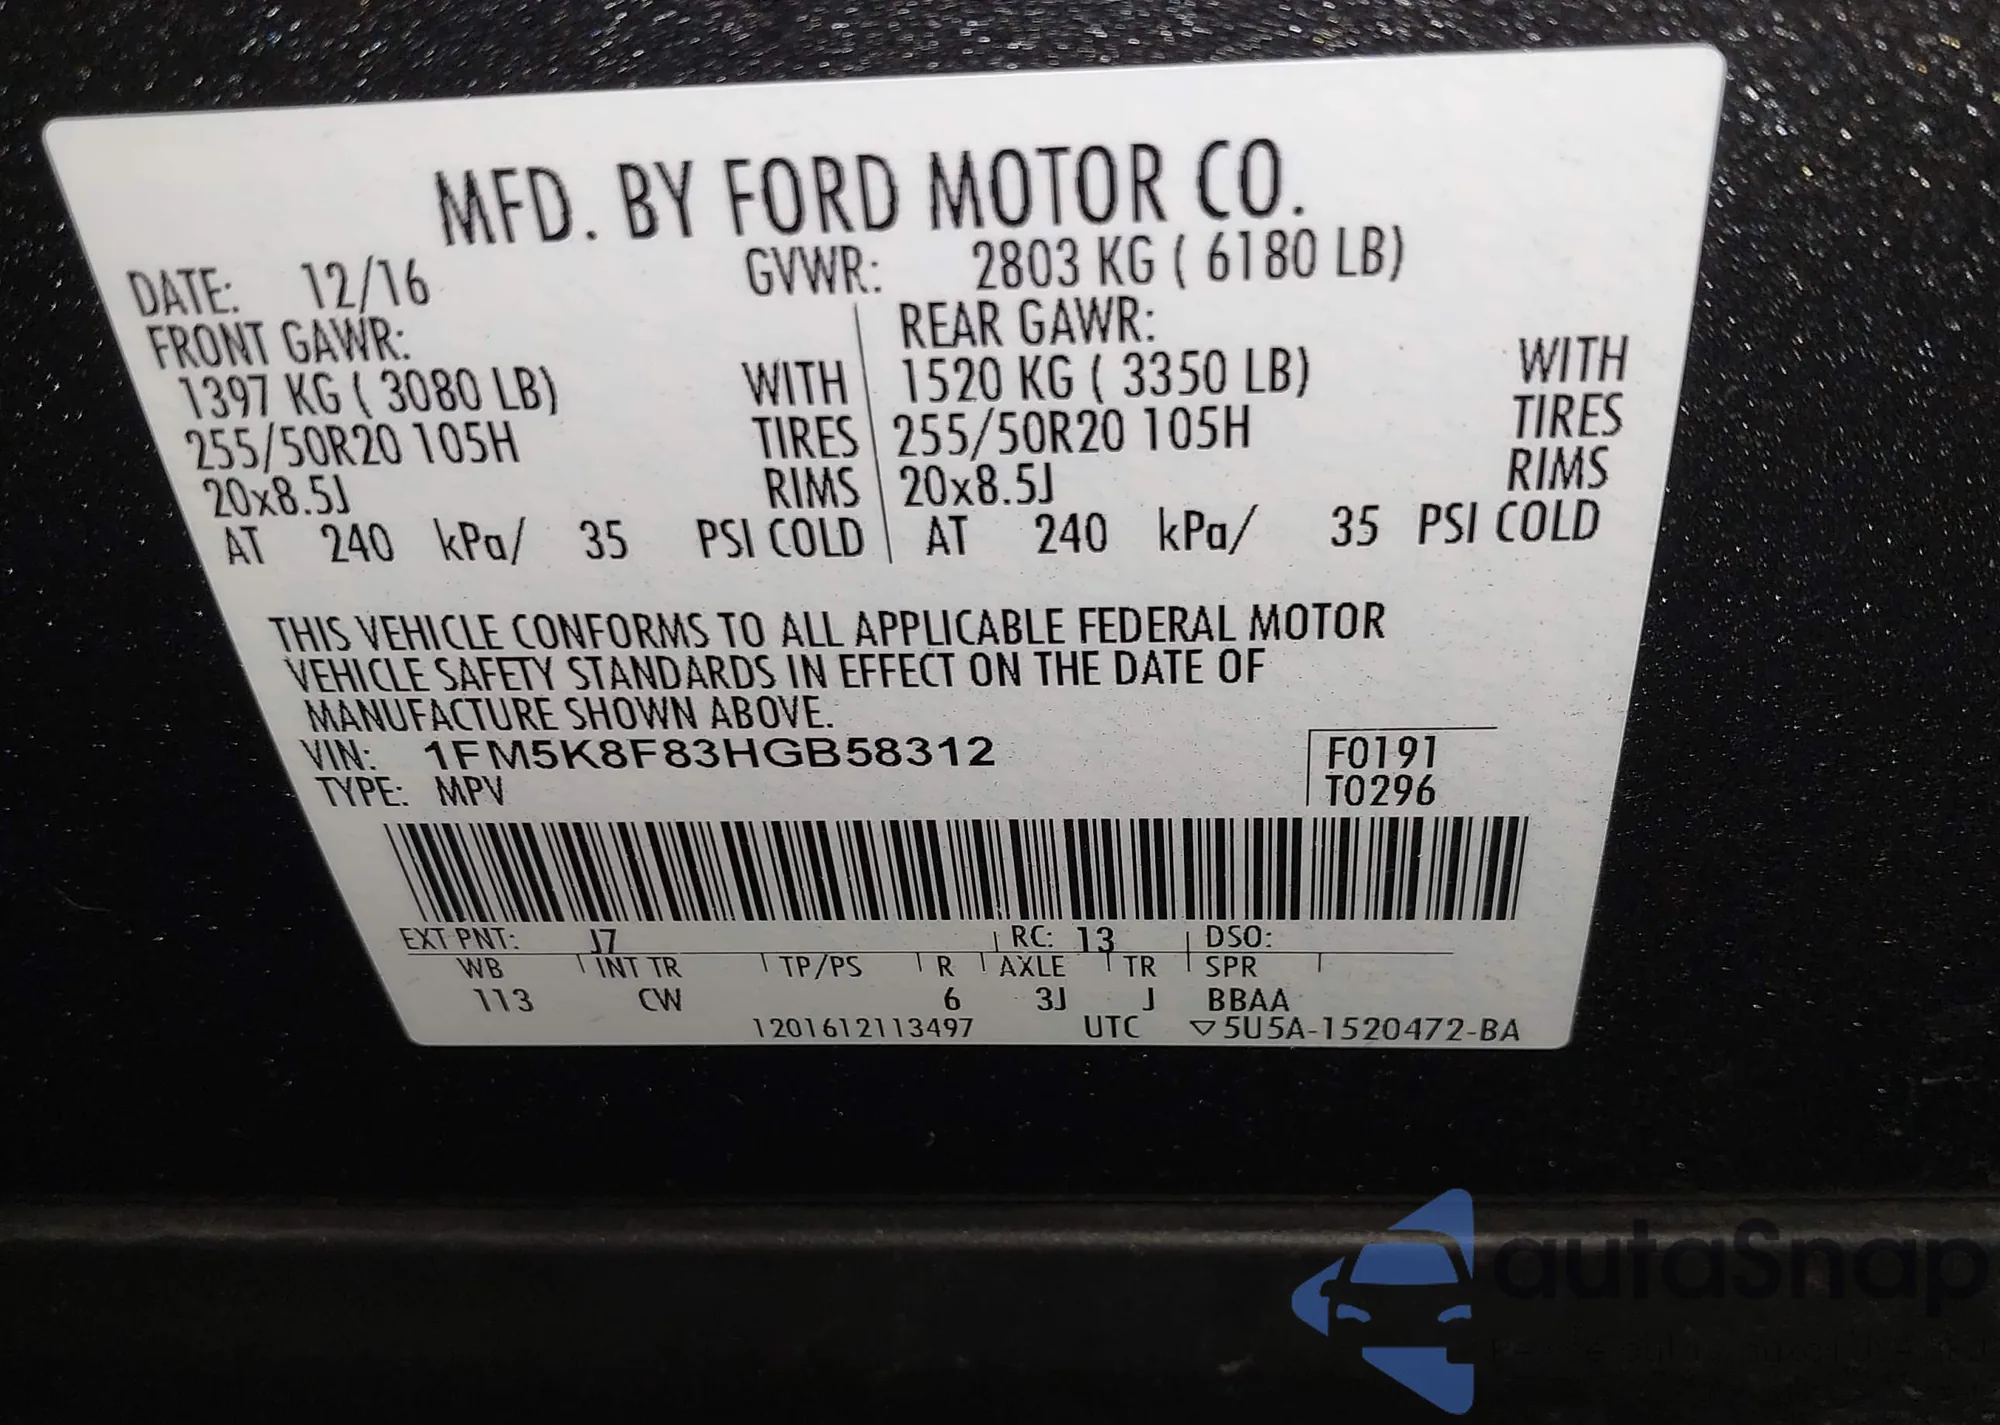 MFD. BY FORD MOTOR CO.
DATE: 12/16 GVWR: 2803 KG ( 6180 LB)
FRONT GAWR: REAR GAWR:
1397 KG ( 3080 LB) WITH 1520 KG ( 3350 LB) WITH
255/50R20 105H TIRES 255/50R20 105H TIRES
20x8.5J RIMS 20x8.5J RIMS
AT 240 kPa/ 35 PSI COLD AT 240 kPa/ 35 PSI COLD
THIS VEHICLE CONFORMS TO ALL APPLICABLE FEDERAL MOTOR
VEHICLE SAFETY STANDARDS IN EFFECT ON THE DATE OF
MANUFACTURE SHOWN ABOVE.
VIN: 1FM5K8F83HGB58312 F0191
TYPE: MPV T0296
EXT PNT: J7 RC: 13 DSO:
WB INT TR TP/PS R AXLE TR SPR
113 CW 6 3J J BBAA
1201612113497 UTC ▽5U5A-1520472-BA
autoSnap